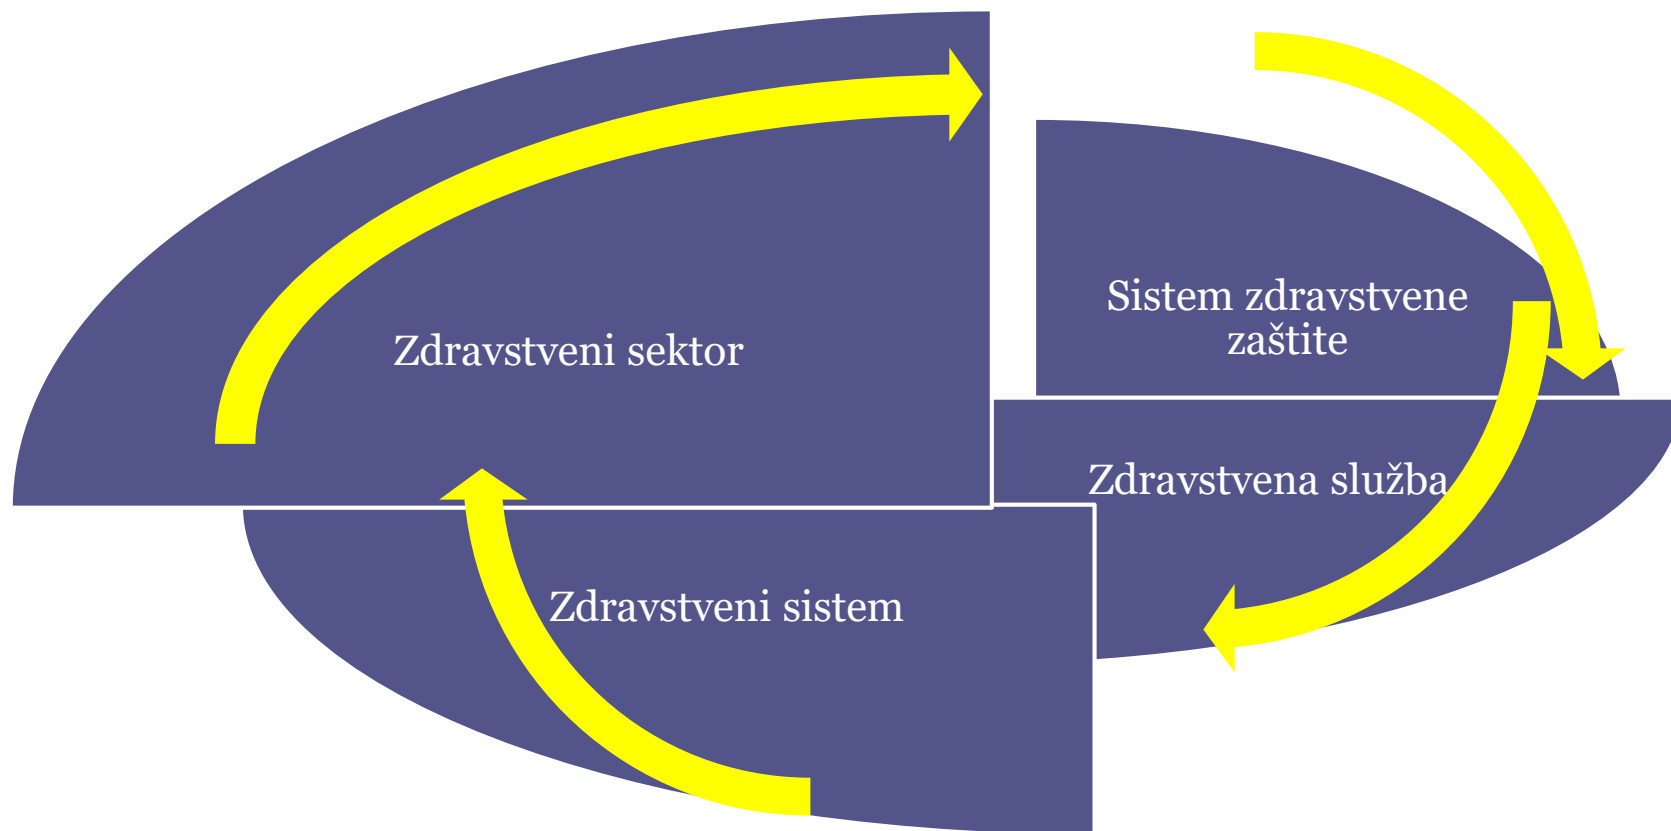 Zdravstveni sektor
Sistem zdravstvene
zaštite
Zdravstvena služba
Zdravstveni sistem